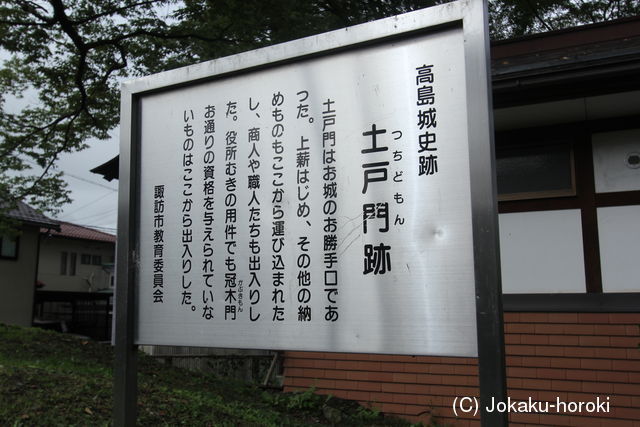 高島城史跡
つちどもん
土戸門跡
土戸門はお城のお勝手口であ
った。上薪はじめ、その他の納
めものもここから運び込まれた
し、商人や職人たちも出入りし
た。役所むきの用件でも冠木門
かぶきもん
お通りの資格を与えられていな
いものはここから出入りした。
諏訪市教育委員会
(C) Jokaku-horoki